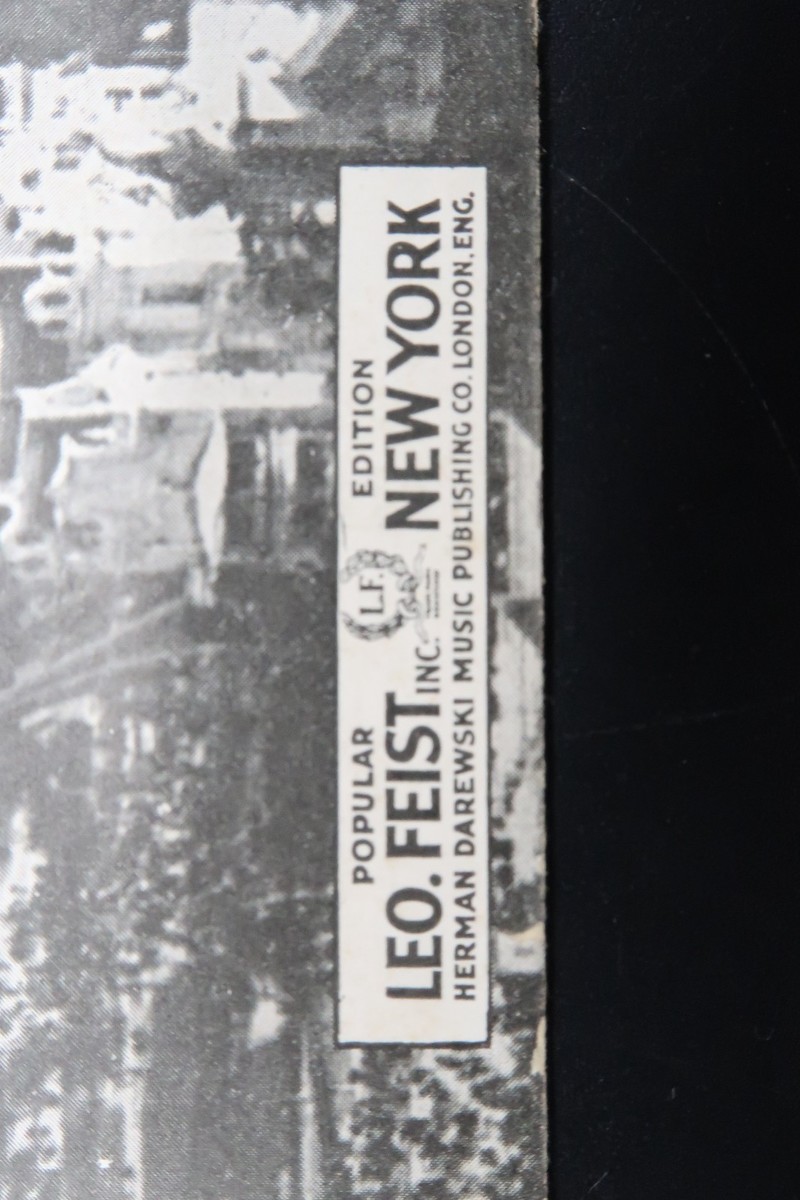 POPULAR EDITION
L.F.
LEO. FEIST INC. NEW YORK
HERMAN DAREWSKI MUSIC PUBLISHING CO. LONDON, ENG.